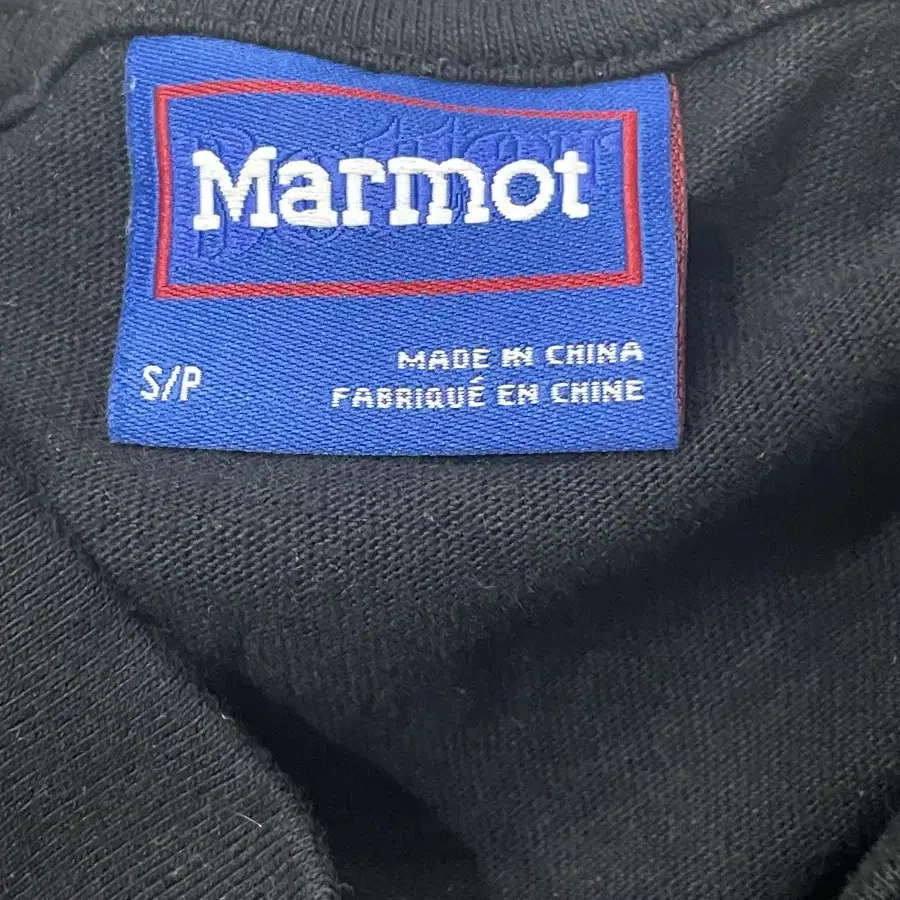 Marmot
S/P
MADE IN CHINA
FABRIQUÉ EN CHINE